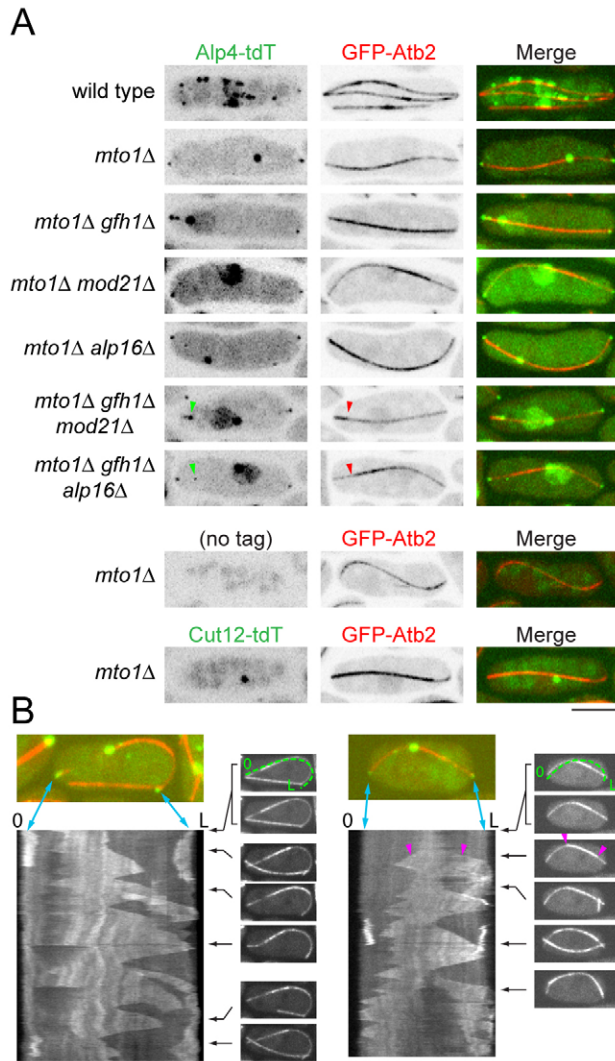 A
Alp4-tdT GFP-Atb2 Merge
wild type
mto1Δ
mto1Δ gfh1Δ
mto1Δ mod21Δ
mto1Δ alp16Δ
mto1Δ gfh1Δ
mod21Δ
mto1Δ gfh1Δ
alp16Δ
(no tag) GFP-Atb2 Merge
mto1Δ
Cut12-tdT GFP-Atb2 Merge
mto1Δ
B
0 L
0 L
0 L
0 L